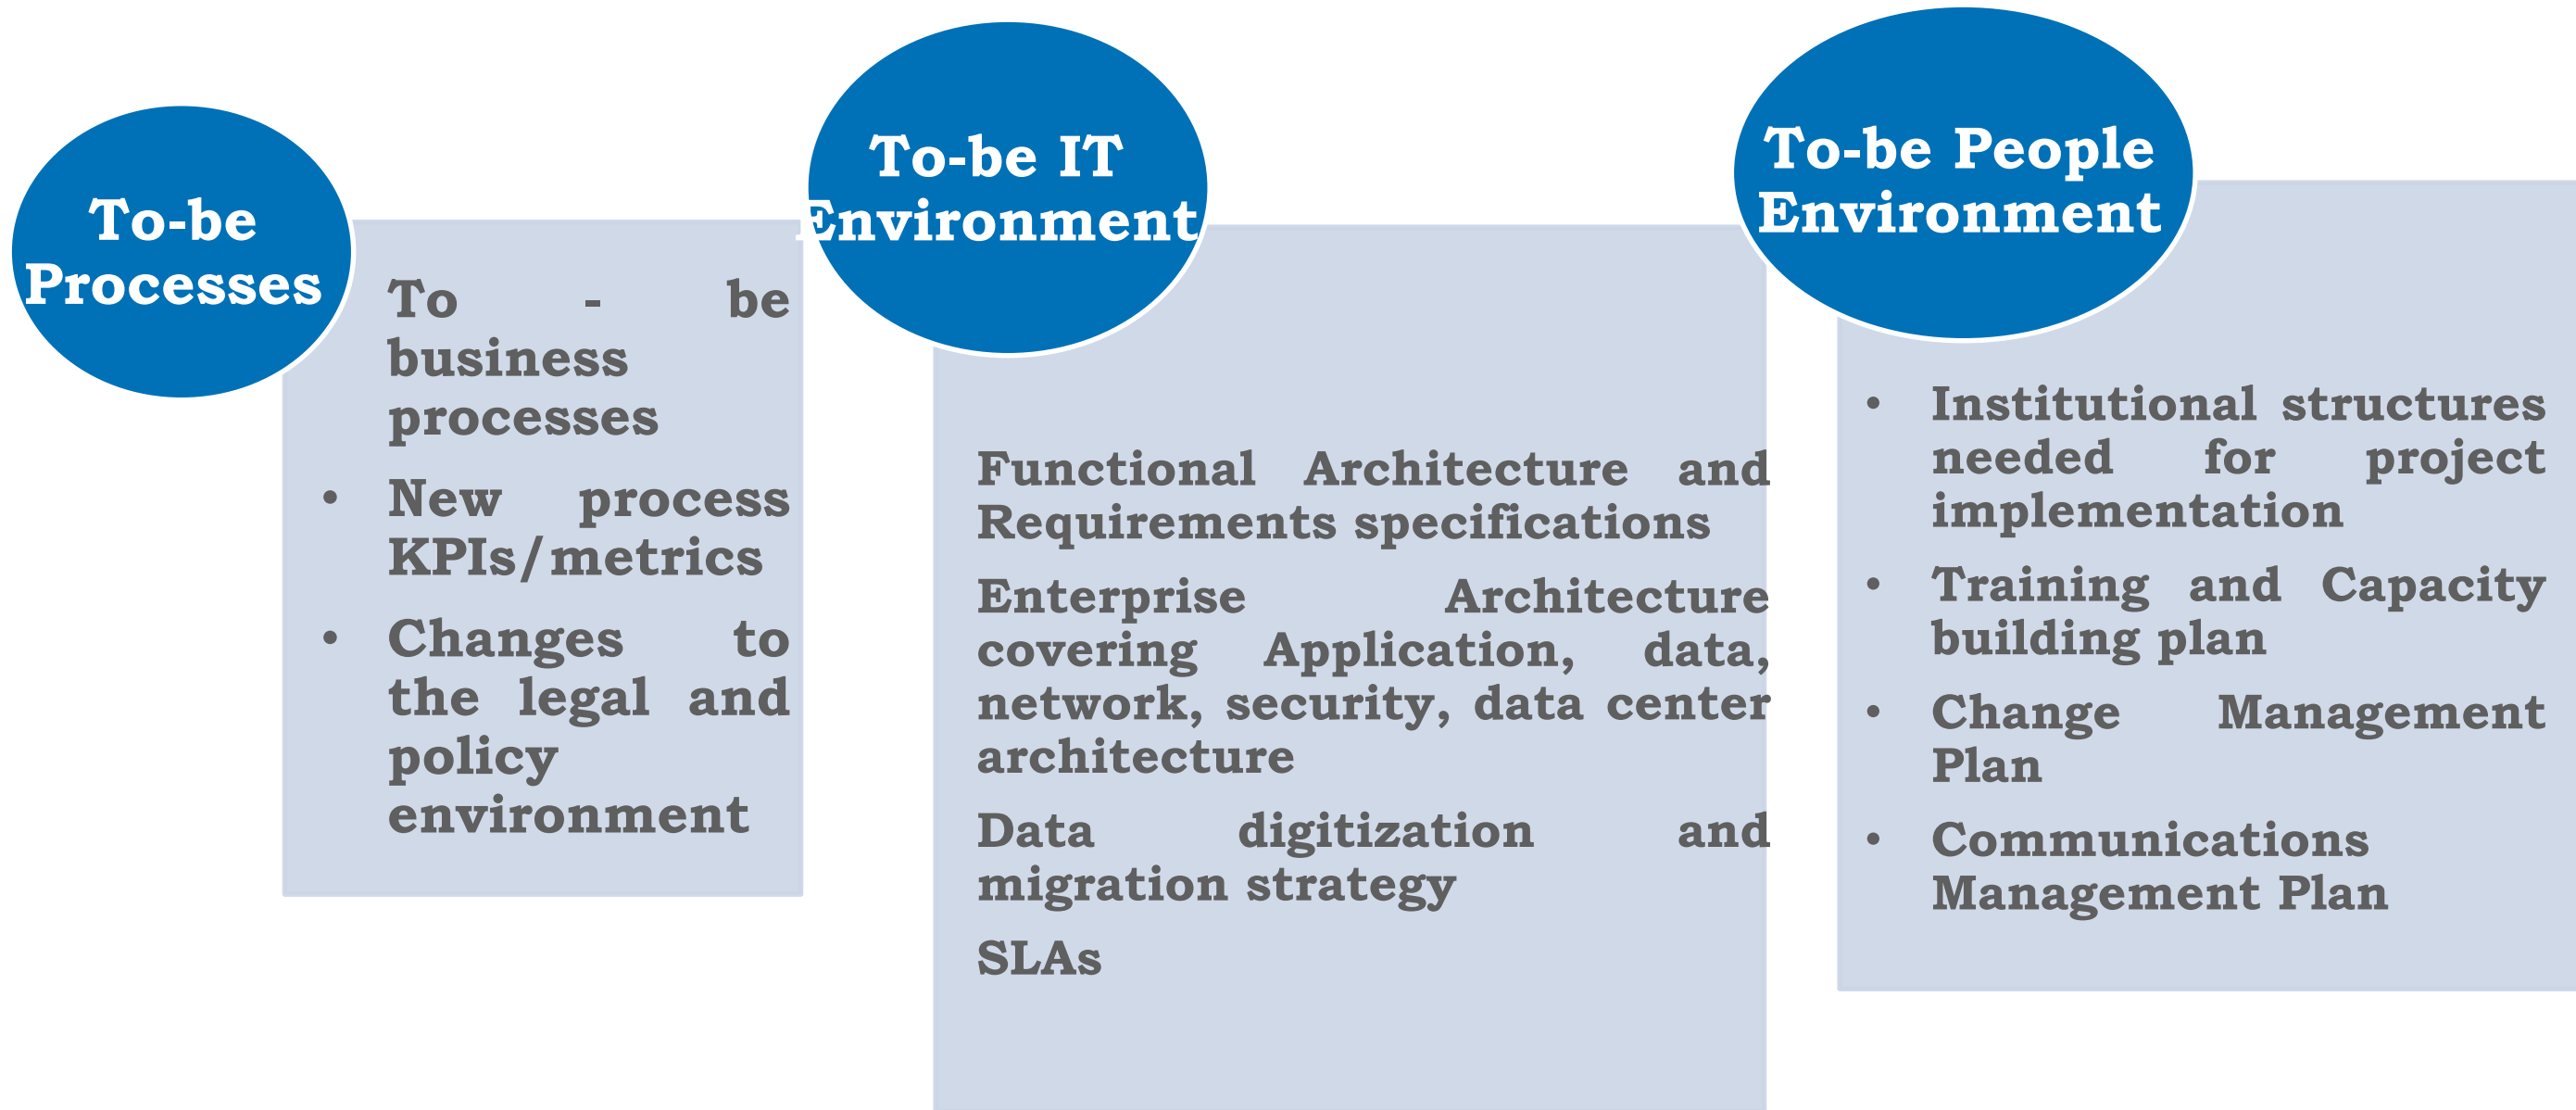 To-be
Processes
To - be
business
processes
• New process
KPIs/metrics
• Changes to
the legal and
policy
environment
To-be IT
Environment
Functional Architecture and
Requirements specifications
Enterprise Architecture
covering Application, data,
network, security, data center
architecture
Data digitization and
migration strategy
SLAs
To-be People
Environment
• Institutional structures
needed for project
implementation
• Training and Capacity
building plan
• Change Management
Plan
• Communications
Management Plan